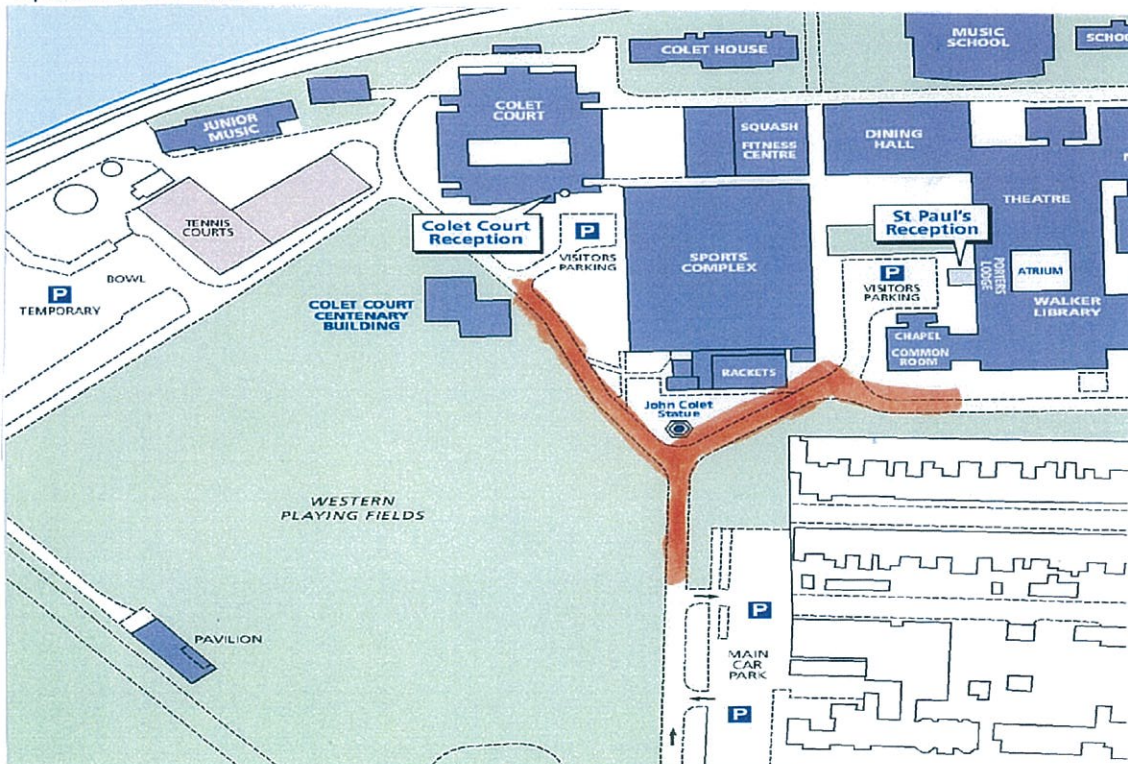 COLET HOUSE
MUSIC
SCHOOL
SCHOO
JUNIOR
MUSIC
COLET
COURT
SQUASH
FITNESS
CENTRE
DINING
HALL
THEATRE
TENNIS
COURTS
Colet Court
Reception
P
VISITORS
PARKING
SPORTS
COMPLEX
St Paul's
Reception
P
VISITORS
PARKING
PORTERS
LODGE
ATRIUM
WALKER
LIBRARY
BOWL
P
TEMPORARY
COLET COURT
CENTENARY
BUILDING
CHAPEL
COMMON
ROOM
RACKETS
John Colet
Statue
WESTERN
PLAYING FIELDS
PAVILION
P
MAIN
CAR
PARK
P